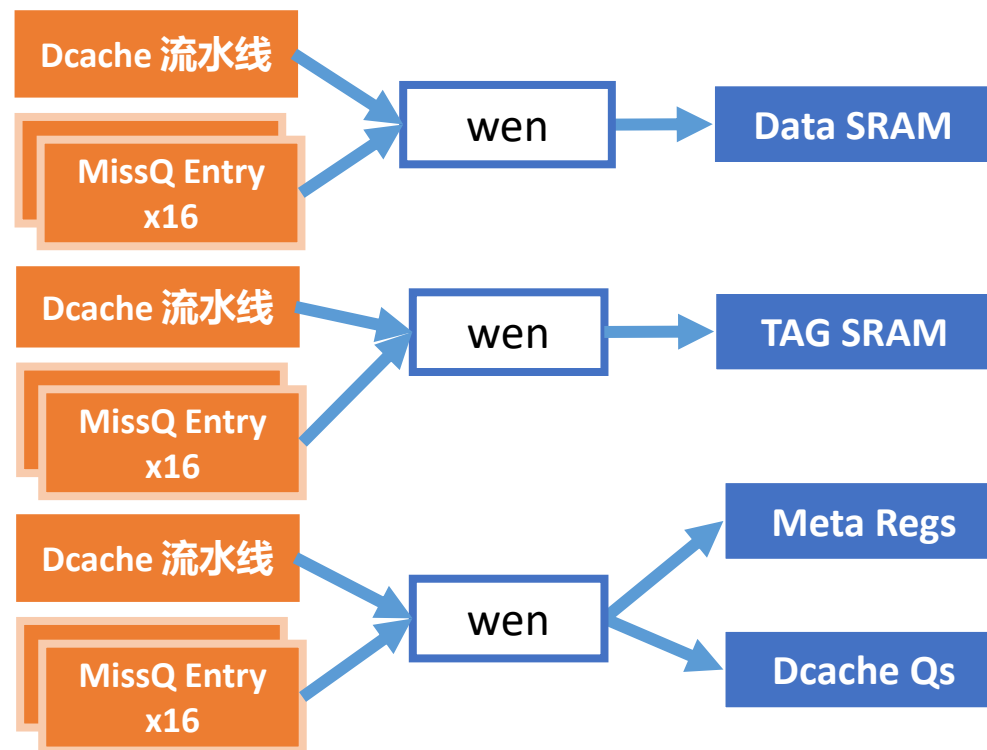 Dcache 流水线
wen
Data SRAM
MissQ Entry
x16
Dcache 流水线
wen
TAG SRAM
MissQ Entry
x16
Dcache 流水线
wen
Meta Regs
MissQ Entry
x16
Dcache Qs